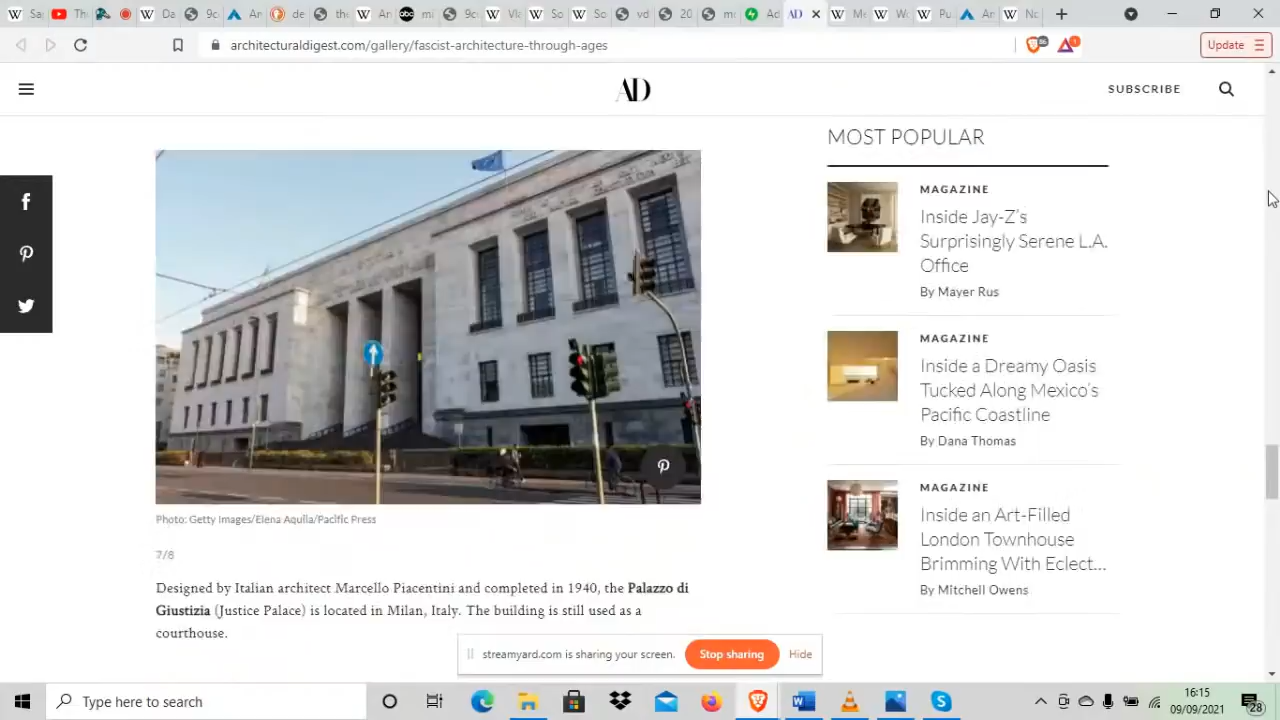 architecturaldigest.com/gallery/fascist-architecture-through-ages
Update
AD
SUBSCRIBE
MOST POPULAR
MAGAZINE
Inside Jay-Z’s
Surprisingly Serene L.A.
Office
By Mayer Rus
MAGAZINE
Inside a Dreamy Oasis
Tucked Along Mexico’s
Pacific Coastline
By Dana Thomas
MAGAZINE
Inside an Art-Filled
London Townhouse
Brimming With Eclect...
By Mitchell Owens
Photo: Getty Images/Elena Aquila/Pacific Press
7/8
Designed by Italian architect Marcello Piacentini and completed in 1940, the Palazzo di
Giustizia (Justice Palace) is located in Milan, Italy. The building is still used as a
courthouse.
streamyard.com is sharing your screen.
Stop sharing
Hide
Type here to search
16:15
09/09/2021
28